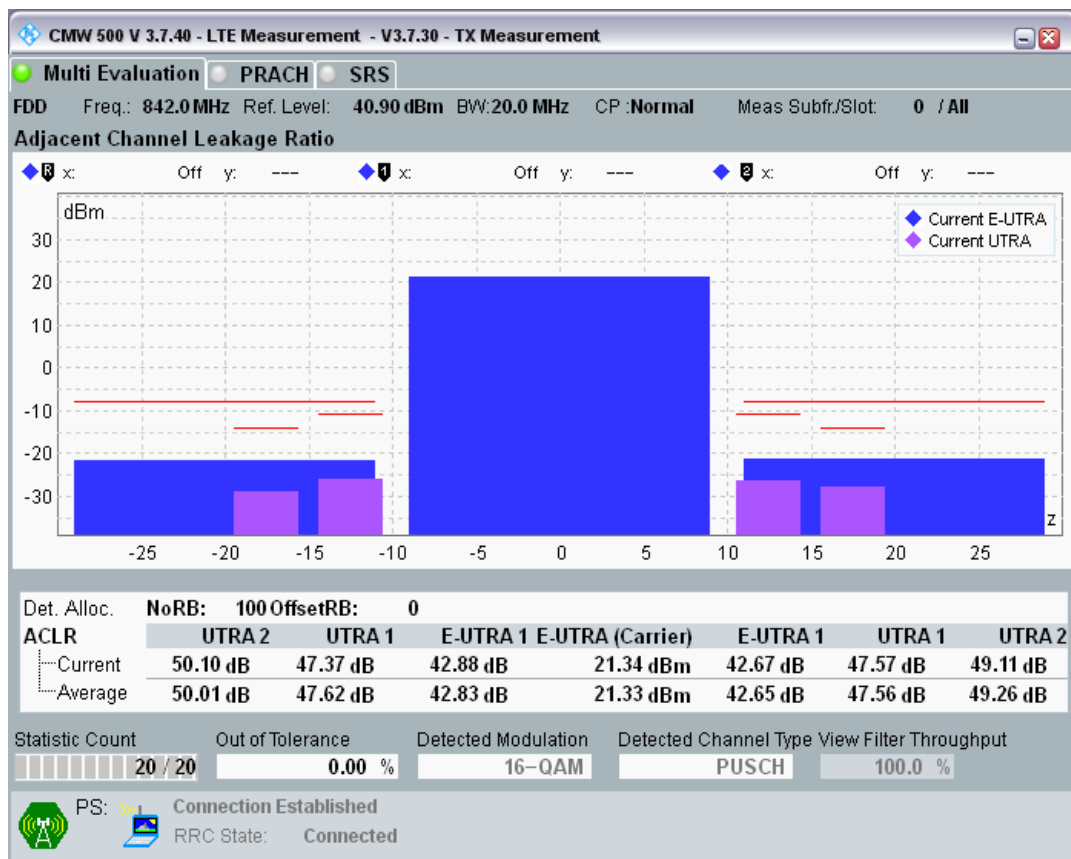 CMW 500 V 3.7.40 - LTE Measurement - V3.7.30 - TX Measurement
Multi Evaluation PRACH SRS
FDD Freq.: 842.0 MHz Ref. Level: 40.90 dBm BW:20.0 MHz CP :Normal Meas Subfr./Slot: 0 / All
Adjacent Channel Leakage Ratio
R x: Off y: --- 1 x: Off y: --- 2 x: Off y: ---
dBm
Current E-UTRA
Current UTRA
30
20
10
0
-10
-20
-30
z
-25 -20 -15 -10 -5 0 5 10 15 20 25
Det. Alloc. NoRB: 100 OffsetRB: 0
ACLR UTRA 2 UTRA 1 E-UTRA 1 E-UTRA (Carrier) E-UTRA 1 UTRA 1 UTRA 2
Current 50.10 dB 47.37 dB 42.88 dB 21.34 dBm 42.67 dB 47.57 dB 49.11 dB
Average 50.01 dB 47.62 dB 42.83 dB 21.33 dBm 42.65 dB 47.56 dB 49.26 dB
Statistic Count Out of Tolerance Detected Modulation Detected Channel Type View Filter Throughput
20 / 20 0.00 % 16-QAM PUSCH 100.0 %
PS: Connection Established
RRC State: Connected